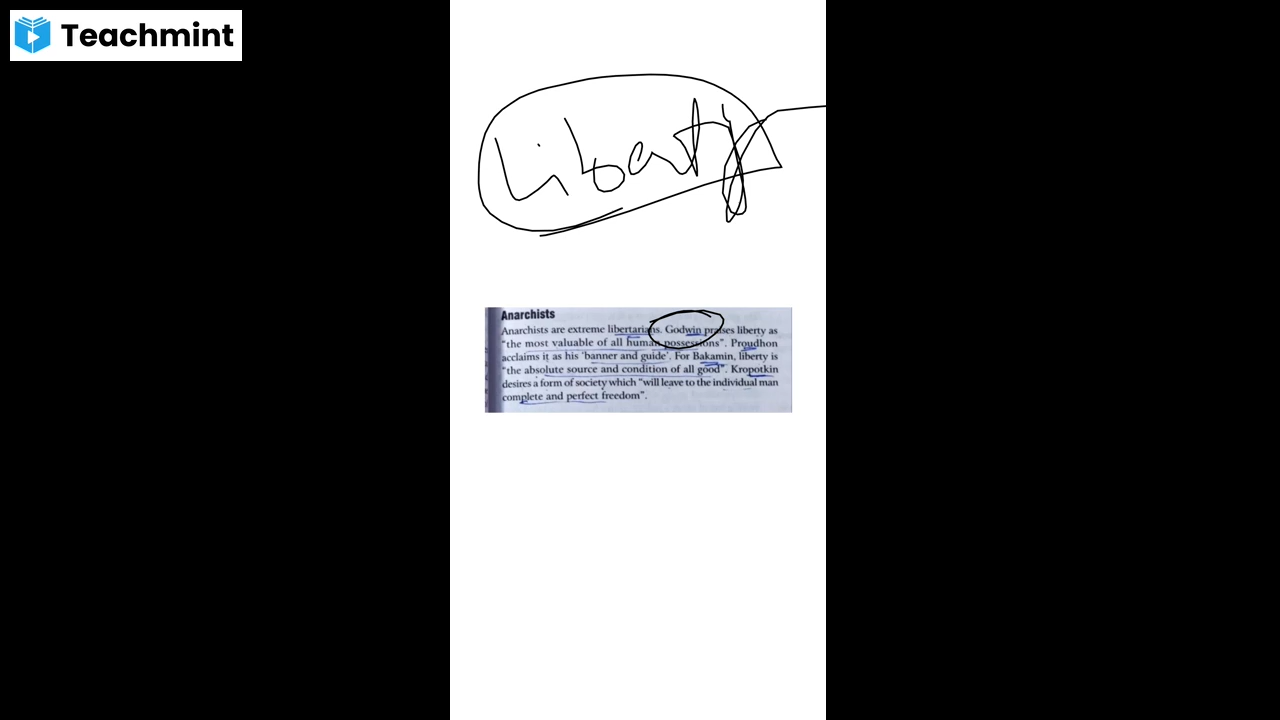 Teachmint
Liberty
Anarchists
Anarchists are extreme libertarians. Godwin praises liberty as
"the most valuable of all human possessions". Proudhon
acclaims it as his 'banner and guide'. For Bakamin, liberty is
"the absolute source and condition of all good". Kropotkin
desires a form of society which "will leave to the individual man
complete and perfect freedom".